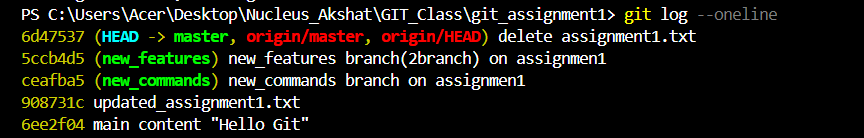 PS C:\Users\Acer\Desktop\Nucleus_Akshat\GIT_Class\git_assignment1> git log --oneline
6d47537 (HEAD -> master, origin/master, origin/HEAD) delete assignment1.txt
5ccb4d5 (new_features) new_features branch(2branch) on assignmen1
ceafba5 (new_commands) new_commands branch on assignmen1
908731c updated_assignment1.txt
6ee2f04 main content "Hello Git"